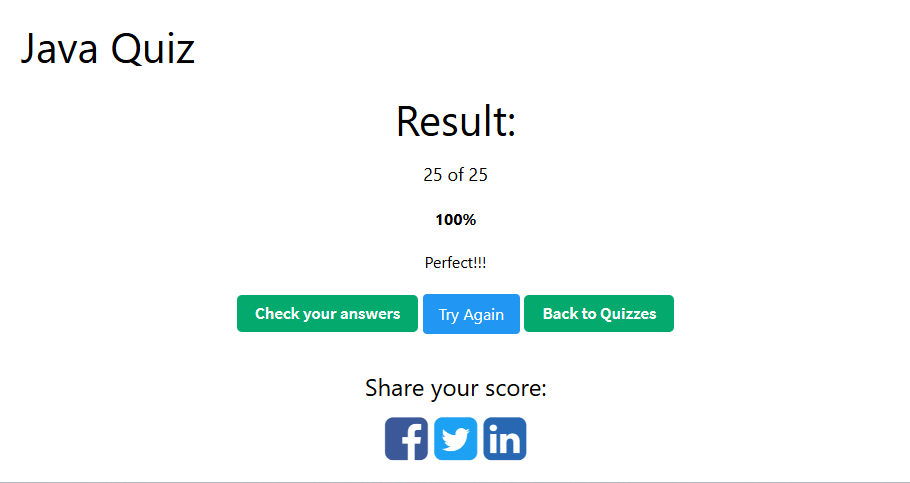 Java Quiz
Result:
25 of 25
100%
Perfect!!!
Check your answers Try Again Back to Quizzes
Share your score:
f in